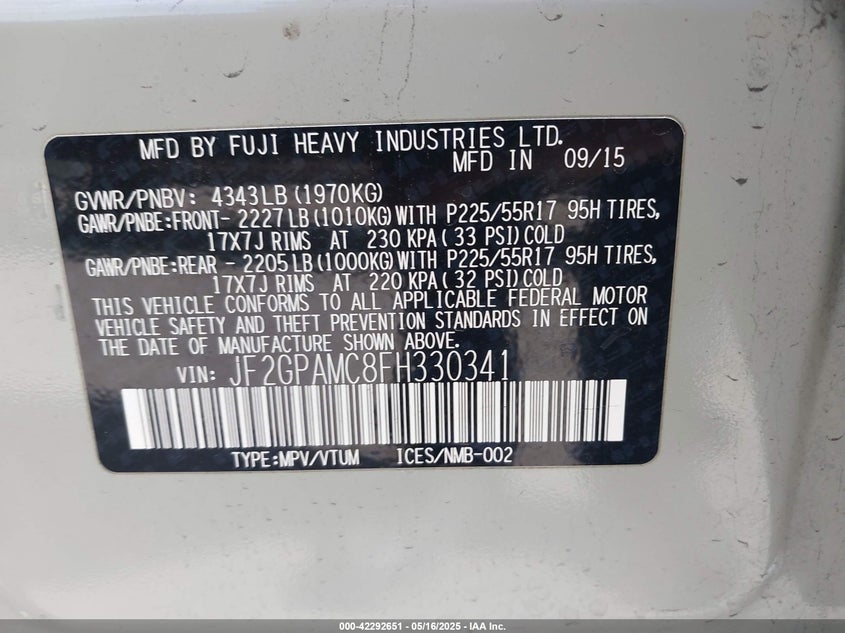 MFD BY FUJI HEAVY INDUSTRIES LTD.
MFD IN 09/15
GVWR/PNBV: 4343LB(1970KG)
GAWR/PNBE:FRONT- 2227LB(1010KG)WITH P225/55R17 95H TIRES,
17X7J RIMS AT 230 KPA(33 PSI)COLD
GAWR/PNBE:REAR - 2205LB(1000KG)WITH P225/55R17 95H TIRES,
17X7J RIMS AT 220 KPA(32 PSI)COLD
THIS VEHICLE CONFORMS TO ALL APPLICABLE FEDERAL MOTOR
VEHICLE SAFETY AND THEFT PREVENTION STANDARDS IN EFFECT ON
THE DATE OF MANUFACTURE SHOWN ABOVE.
VIN: JF2GPAMC8FH330341
TYPE:MPV/VTUM ICES/NMB-002
000-42292651 - 05/16/2025 - IAA Inc.